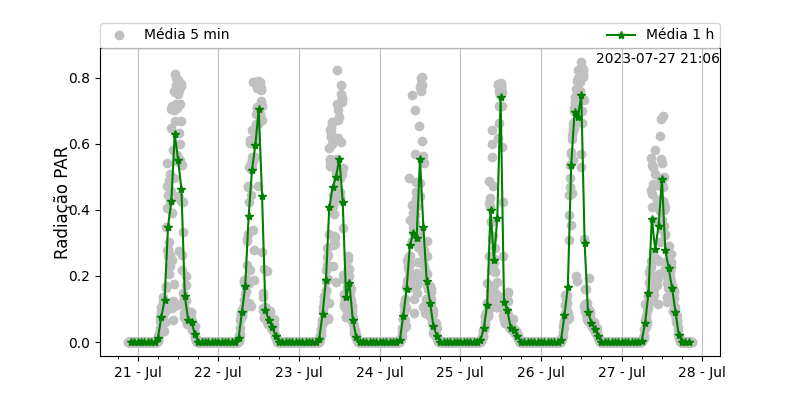 Média 5 min
Média 1 h
2023-07-27 21:06
Radiação PAR
0.8
0.6
0.4
0.2
0.0
21 - Jul
22 - Jul
23 - Jul
24 - Jul
25 - Jul
26 - Jul
27 - Jul
28 - Jul